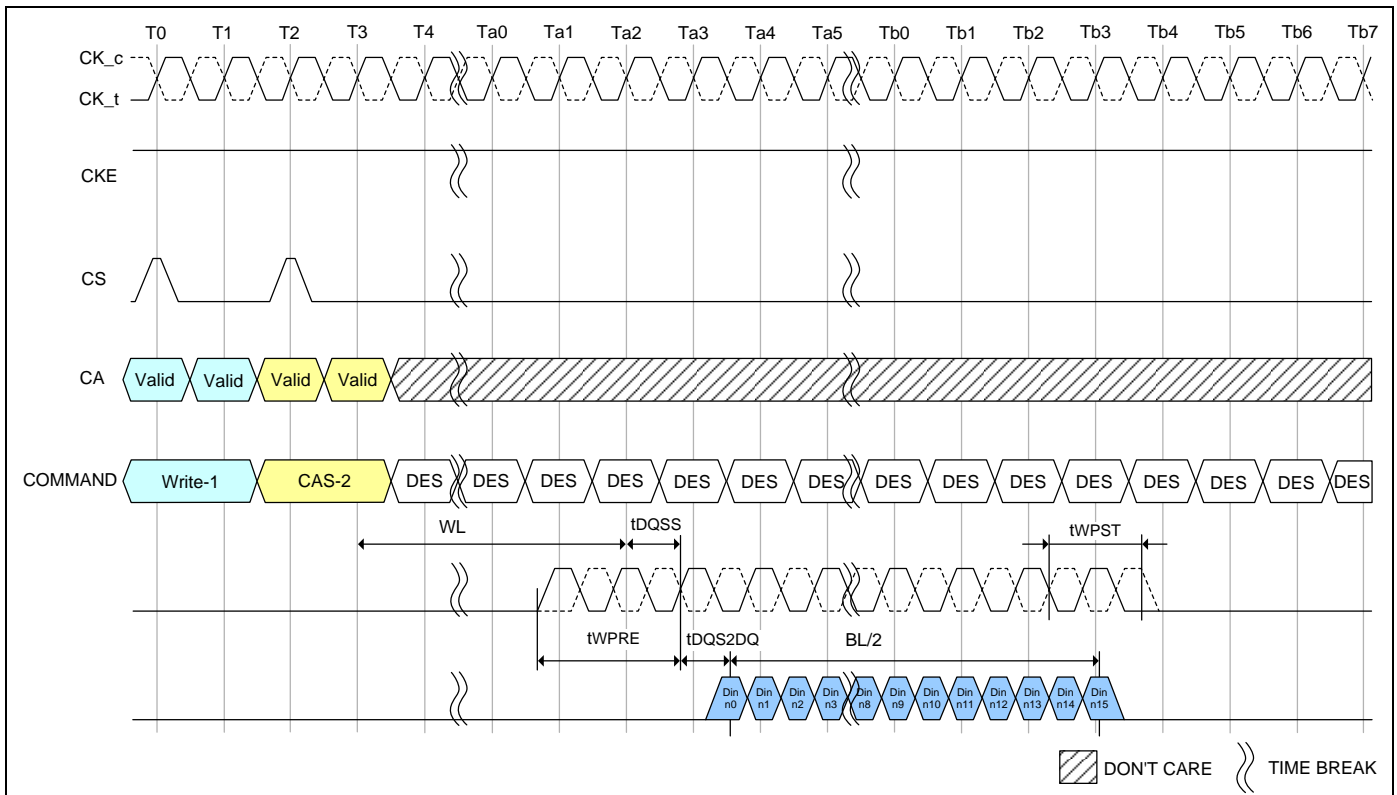 T0 T1 T2 T3 T4 Ta0 Ta1 Ta2 Ta3 Ta4 Ta5 Tb0 Tb1 Tb2 Tb3 Tb4 Tb5 Tb6 Tb7
CK_c
CK_t
CKE
CS
CA Valid Valid Valid Valid
COMMAND Write-1 CAS-2 DES DES DES DES DES DES DES DES DES DES DES DES DES DES DES
WL tDQSS tWPST
tWPRE tDQS2DQ BL/2
Din Din Din Din Din Din Din Din Din Din Din Din
n0 n1 n2 n3 n8 n9 n10 n11 n12 n13 n14 n15
DON'T CARE TIME BREAK